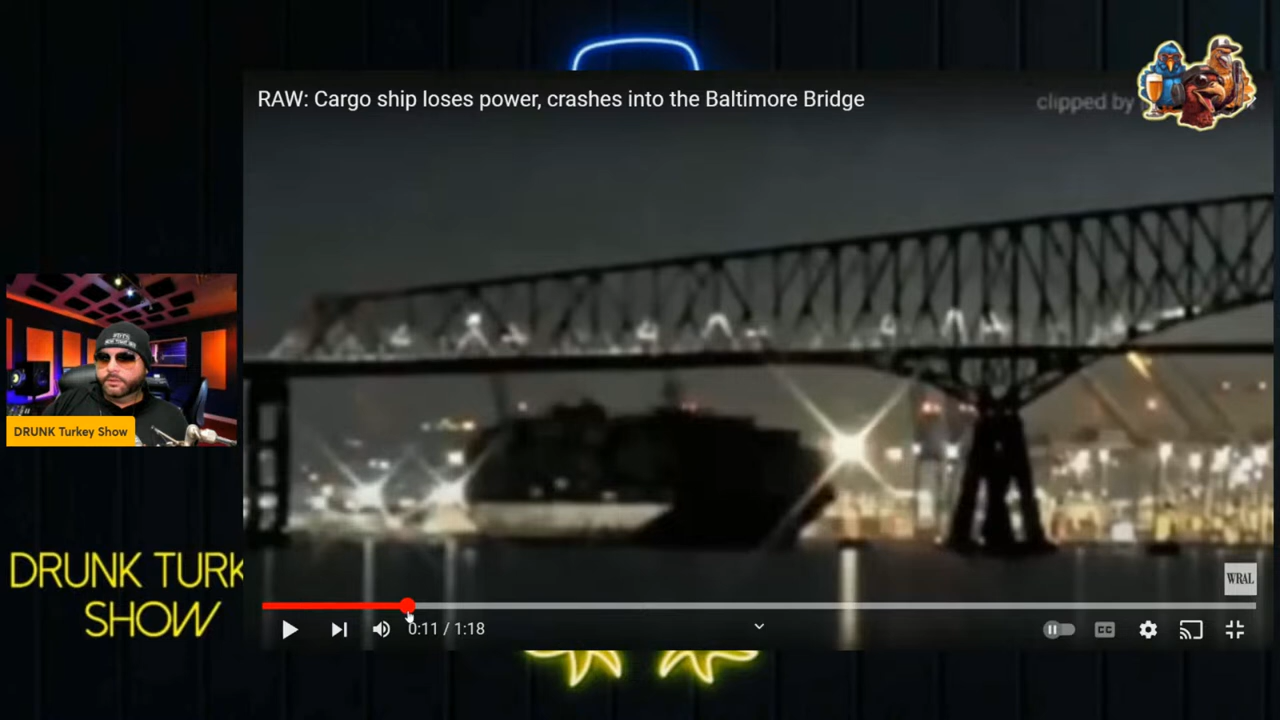 RAW: Cargo ship loses power, crashes into the Baltimore Bridge
clipped by
DRUNK Turkey Show
DRUNK TURK
SHOW
WRAL
0:11 / 1:18
CC